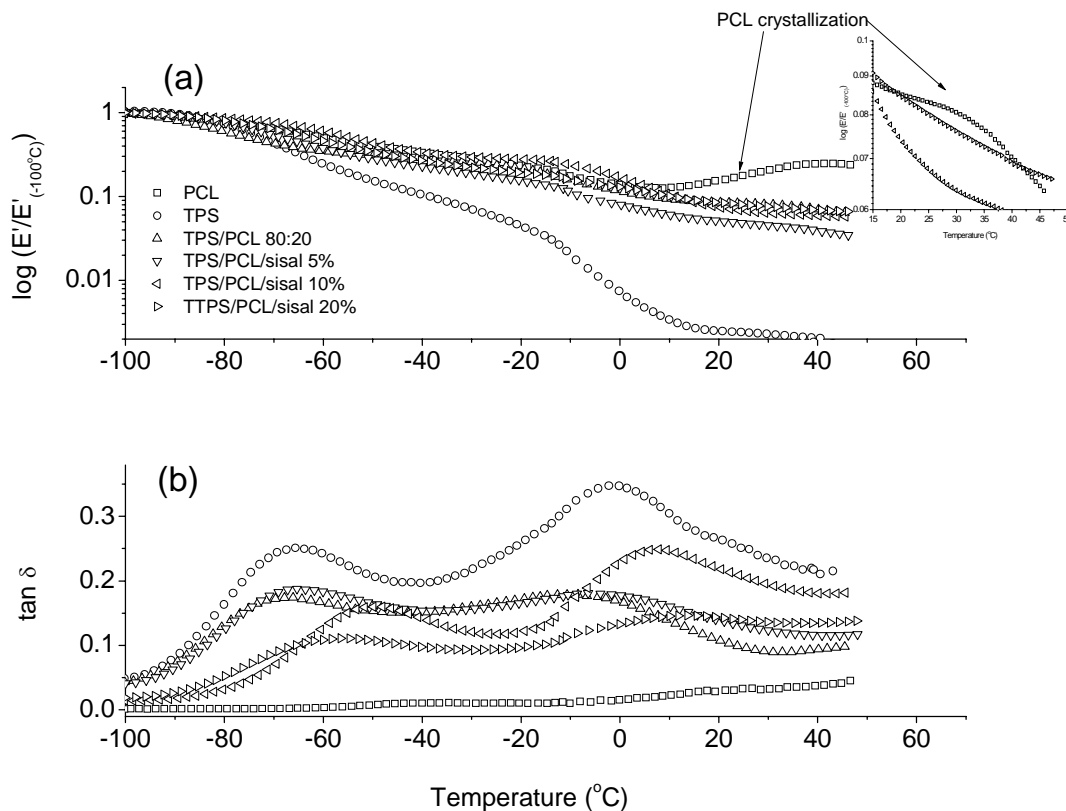 PCL crystallization
(a)
log (E'/E'(-100°C)
1
0.1
0.01
PCL
TPS
TPS/PCL 80:20
TPS/PCL/sisal 5%
TPS/PCL/sisal 10%
TTPS/PCL/sisal 20%
-100 -80 -60 -40 -20 0 20 40 60
0.1
0.09
0.08
0.07
0.06
log (E'/E'(-100°C)
15 20 25 30 35 40 45
Temperature (°C)
(b)
tan δ
0.3
0.2
0.1
0.0
-100 -80 -60 -40 -20 0 20 40 60
Temperature (°C)